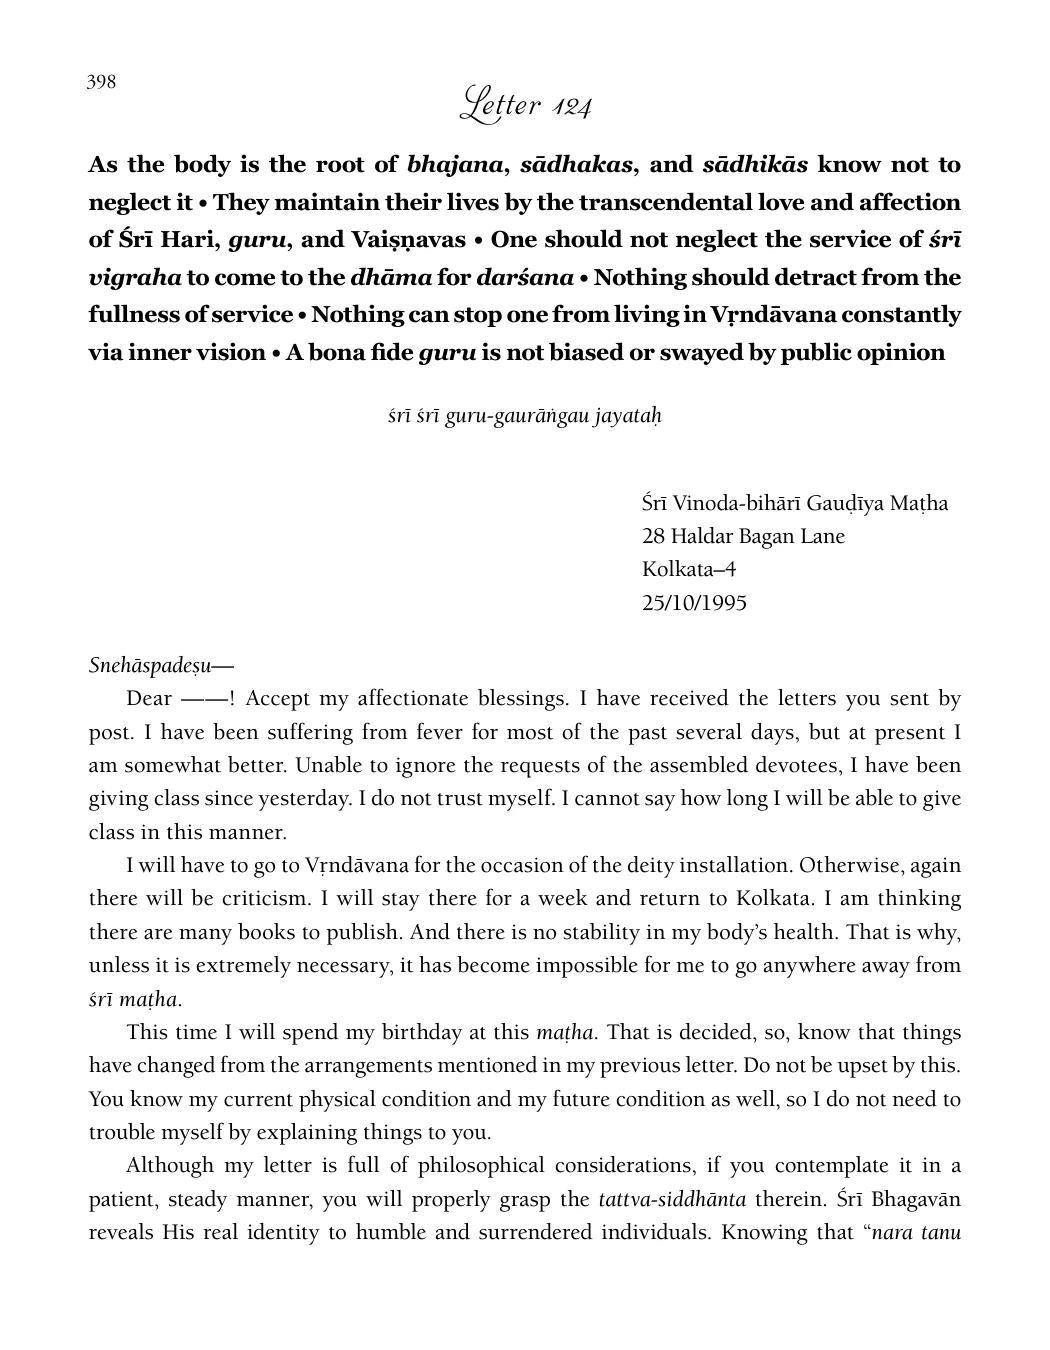 398
Letter 124
As the body is the root of bhajana, sādhakas, and sādhikās know not to
neglect it • They maintain their lives by the transcendental love and affection
of Śrī Hari, guru, and Vaiṣṇavas • One should not neglect the service of śrī
vigraha to come to the dhāma for darśana • Nothing should detract from the
fullness of service • Nothing can stop one from living in Vṛndāvana constantly
via inner vision • A bona fide guru is not biased or swayed by public opinion
śrī śrī guru-gaurāṅgau jayataḥ
Śrī Vinoda-bihārī Gauḍīya Maṭha
28 Haldar Bagan Lane
Kolkata–4
25/10/1995
Snehāspadeṣu—
Dear ——! Accept my affectionate blessings. I have received the letters you sent by
post. I have been suffering from fever for most of the past several days, but at present I
am somewhat better. Unable to ignore the requests of the assembled devotees, I have been
giving class since yesterday. I do not trust myself. I cannot say how long I will be able to give
class in this manner.
I will have to go to Vṛndāvana for the occasion of the deity installation. Otherwise, again
there will be criticism. I will stay there for a week and return to Kolkata. I am thinking
there are many books to publish. And there is no stability in my body’s health. That is why,
unless it is extremely necessary, it has become impossible for me to go anywhere away from
śrī maṭha.
This time I will spend my birthday at this maṭha. That is decided, so, know that things
have changed from the arrangements mentioned in my previous letter. Do not be upset by this.
You know my current physical condition and my future condition as well, so I do not need to
trouble myself by explaining things to you.
Although my letter is full of philosophical considerations, if you contemplate it in a
patient, steady manner, you will properly grasp the tattva-siddhānta therein. Śrī Bhagavān
reveals His real identity to humble and surrendered individuals. Knowing that “nara tanu